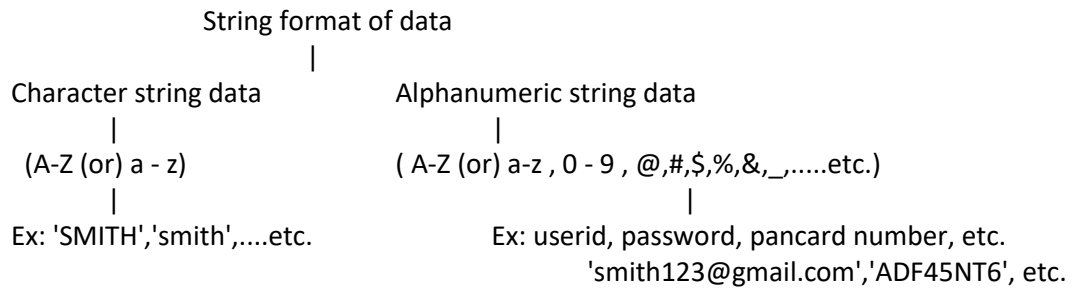 String format of data
|
Character string data Alphanumeric string data
| |
(A-Z (or) a - z) ( A-Z (or) a-z , 0 - 9 , @,#,$,%,&,_,.....etc.)
| |
Ex: 'SMITH','smith',....etc. Ex: userid, password, pancard number, etc.
'smith123@gmail.com','ADF45NT6', etc.